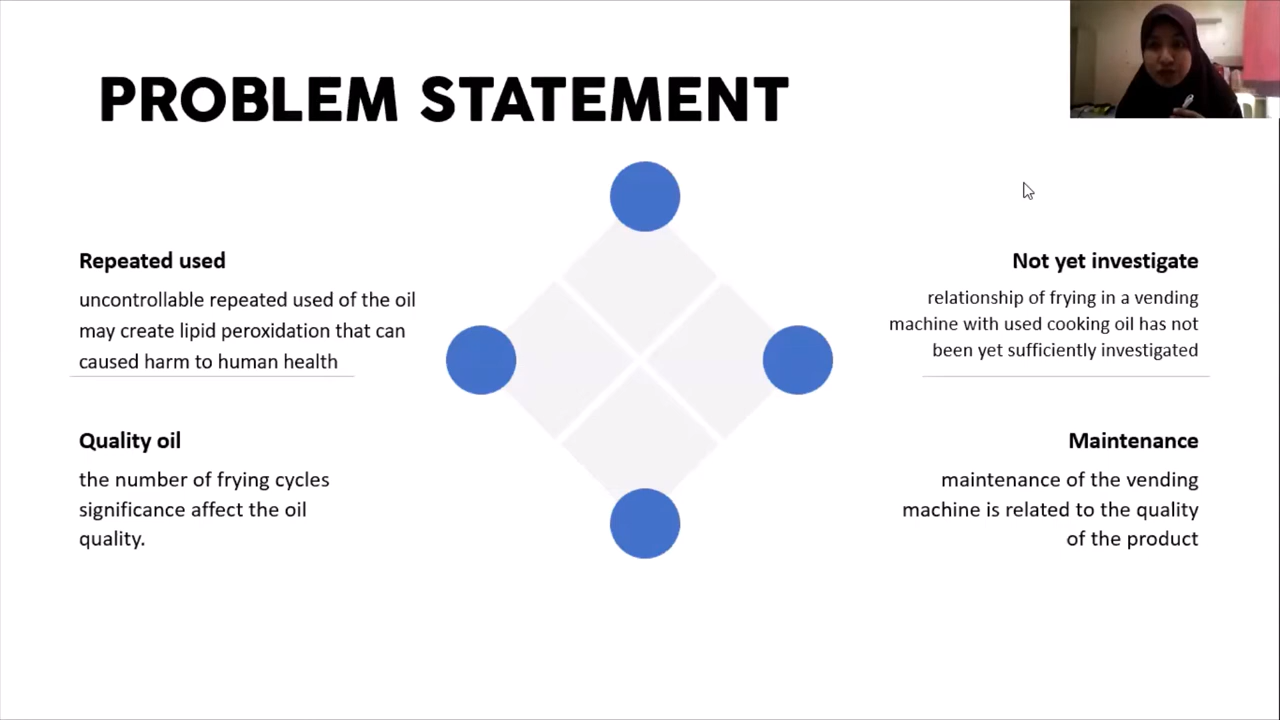 PROBLEM STATEMENT
Repeated used
uncontrollable repeated used of the oil
may create lipid peroxidation that can
caused harm to human health
Quality oil
the number of frying cycles
significance affect the oil
quality.
Not yet investigate
relationship of frying in a vending
machine with used cooking oil has not
been yet sufficiently investigated
Maintenance
maintenance of the vending
machine is related to the quality
of the product